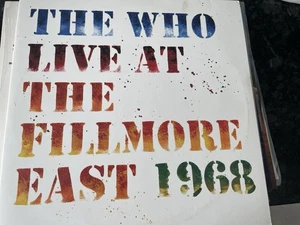 THE WHO
LIVE AT
THE
FILLMORE
EAST 1968